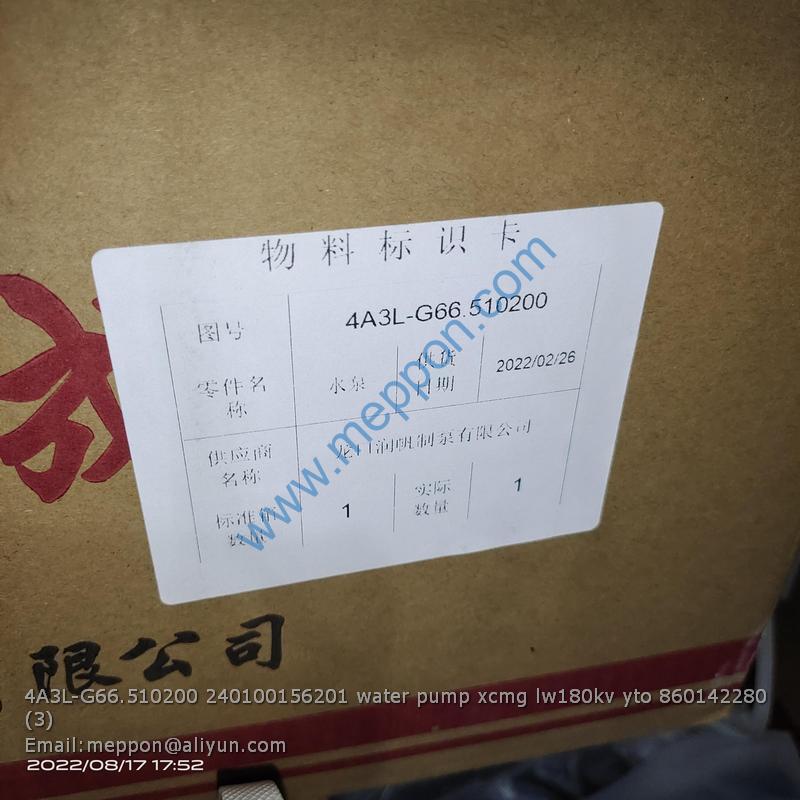 物料标识卡
图号 4A3L-G66.510200
零件名称 水泵 供货日期 2022/02/26
供应商名称 龙口润帆制泵有限公司
标准箱数量 1 实际数量 1
www.meppon.com
限公司
4A3L-G66.510200 240100156201 water pump xcmg lw180kv yto 860142280
(3)
Email:meppon@aliyun.com
2022/08/17 17:52